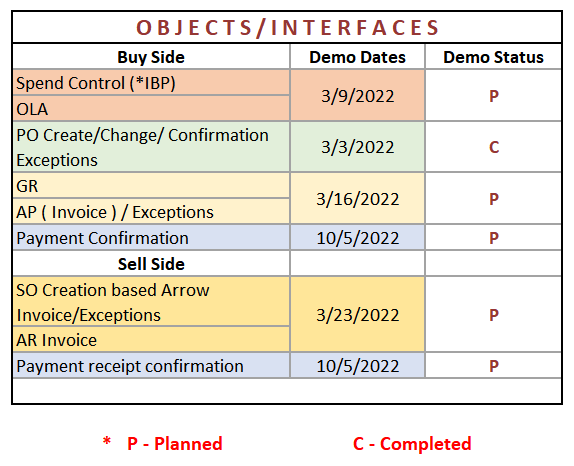 OBJECTS/INTERFACES
Buy Side Demo Dates Demo Status
Spend Control (*IBP)
OLA
3/9/2022 P
PO Create/Change/ Confirmation
Exceptions
3/3/2022 C
GR
AP ( Invoice ) / Exceptions
3/16/2022 P
Payment Confirmation 10/5/2022 P
Sell Side
SO Creation based Arrow
Invoice/Exceptions
AR Invoice
3/23/2022 P
Payment receipt confirmation 10/5/2022 P
* P - Planned C - Completed